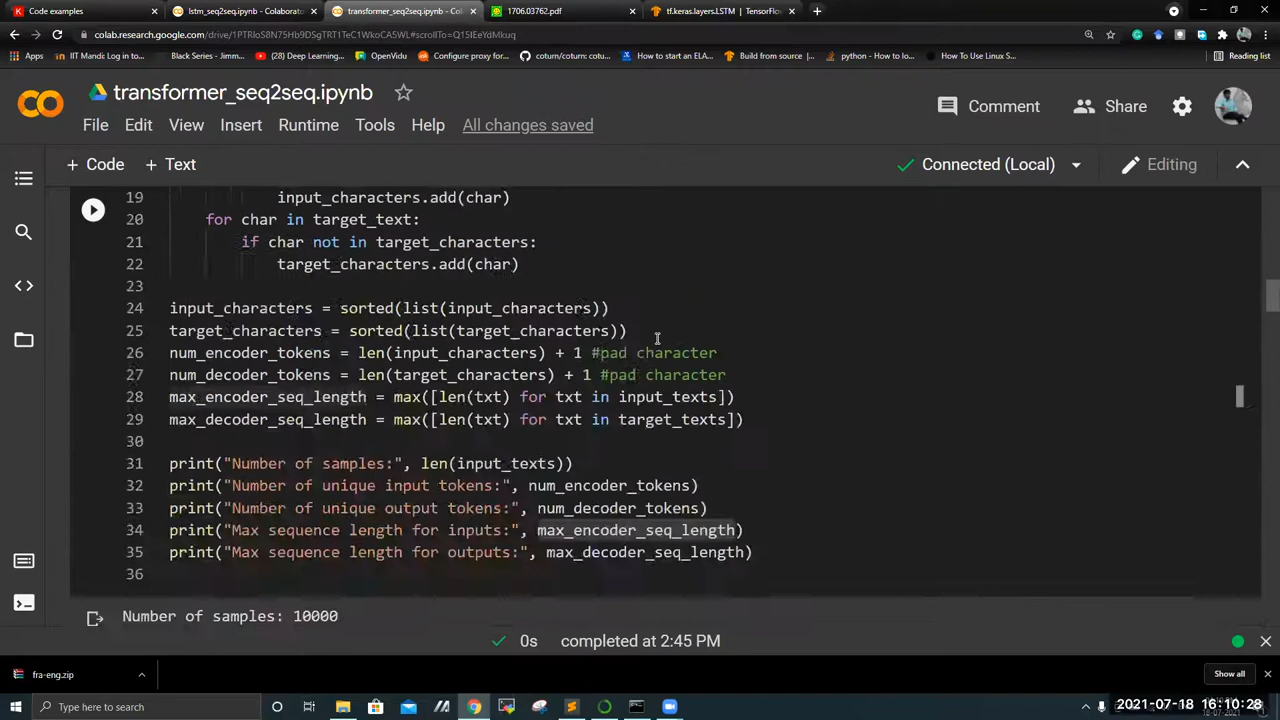 Code examples
lstm_seq2seq.ipynb - Colaborato
transformer_seq2seq.ipynb - Col
1706.03762.pdf
tf.keras.layers.LSTM | TensorFlow
colab.research.google.com/drive/1PTRIoS8N75Hb9DSgTRT1TeC1WkoCA5WL#scrollTo=Q15IEeYdMkuq
Apps
IIT Mandi Log in to...
Black Series - Jimm...
(28) Deep Learning...
OpenVidu
Configure proxy for...
coturn/coturn: cotu...
How to start an ELA...
Build from source |...
python - How to lo...
How To Use Linux S...
Reading list
transformer_seq2seq.ipynb
Comment
Share
File Edit View Insert Runtime Tools Help All changes saved
+ Code + Text
Connected (Local)
Editing
19 input_characters.add(char)
20 for char in target_text:
21 if char not in target_characters:
22 target_characters.add(char)
23
24 input_characters = sorted(list(input_characters))
25 target_characters = sorted(list(target_characters))
26 num_encoder_tokens = len(input_characters) + 1 #pad character
27 num_decoder_tokens = len(target_characters) + 1 #pad character
28 max_encoder_seq_length = max([len(txt) for txt in input_texts])
29 max_decoder_seq_length = max([len(txt) for txt in target_texts])
30
31 print("Number of samples:", len(input_texts))
32 print("Number of unique input tokens:", num_encoder_tokens)
33 print("Number of unique output tokens:", num_decoder_tokens)
34 print("Max sequence length for inputs:", max_encoder_seq_length)
35 print("Max sequence length for outputs:", max_decoder_seq_length)
36
Number of samples: 10000
0s completed at 2:45 PM
fra-eng.zip
Show all
Type here to search
2021-07-18 16:10:28